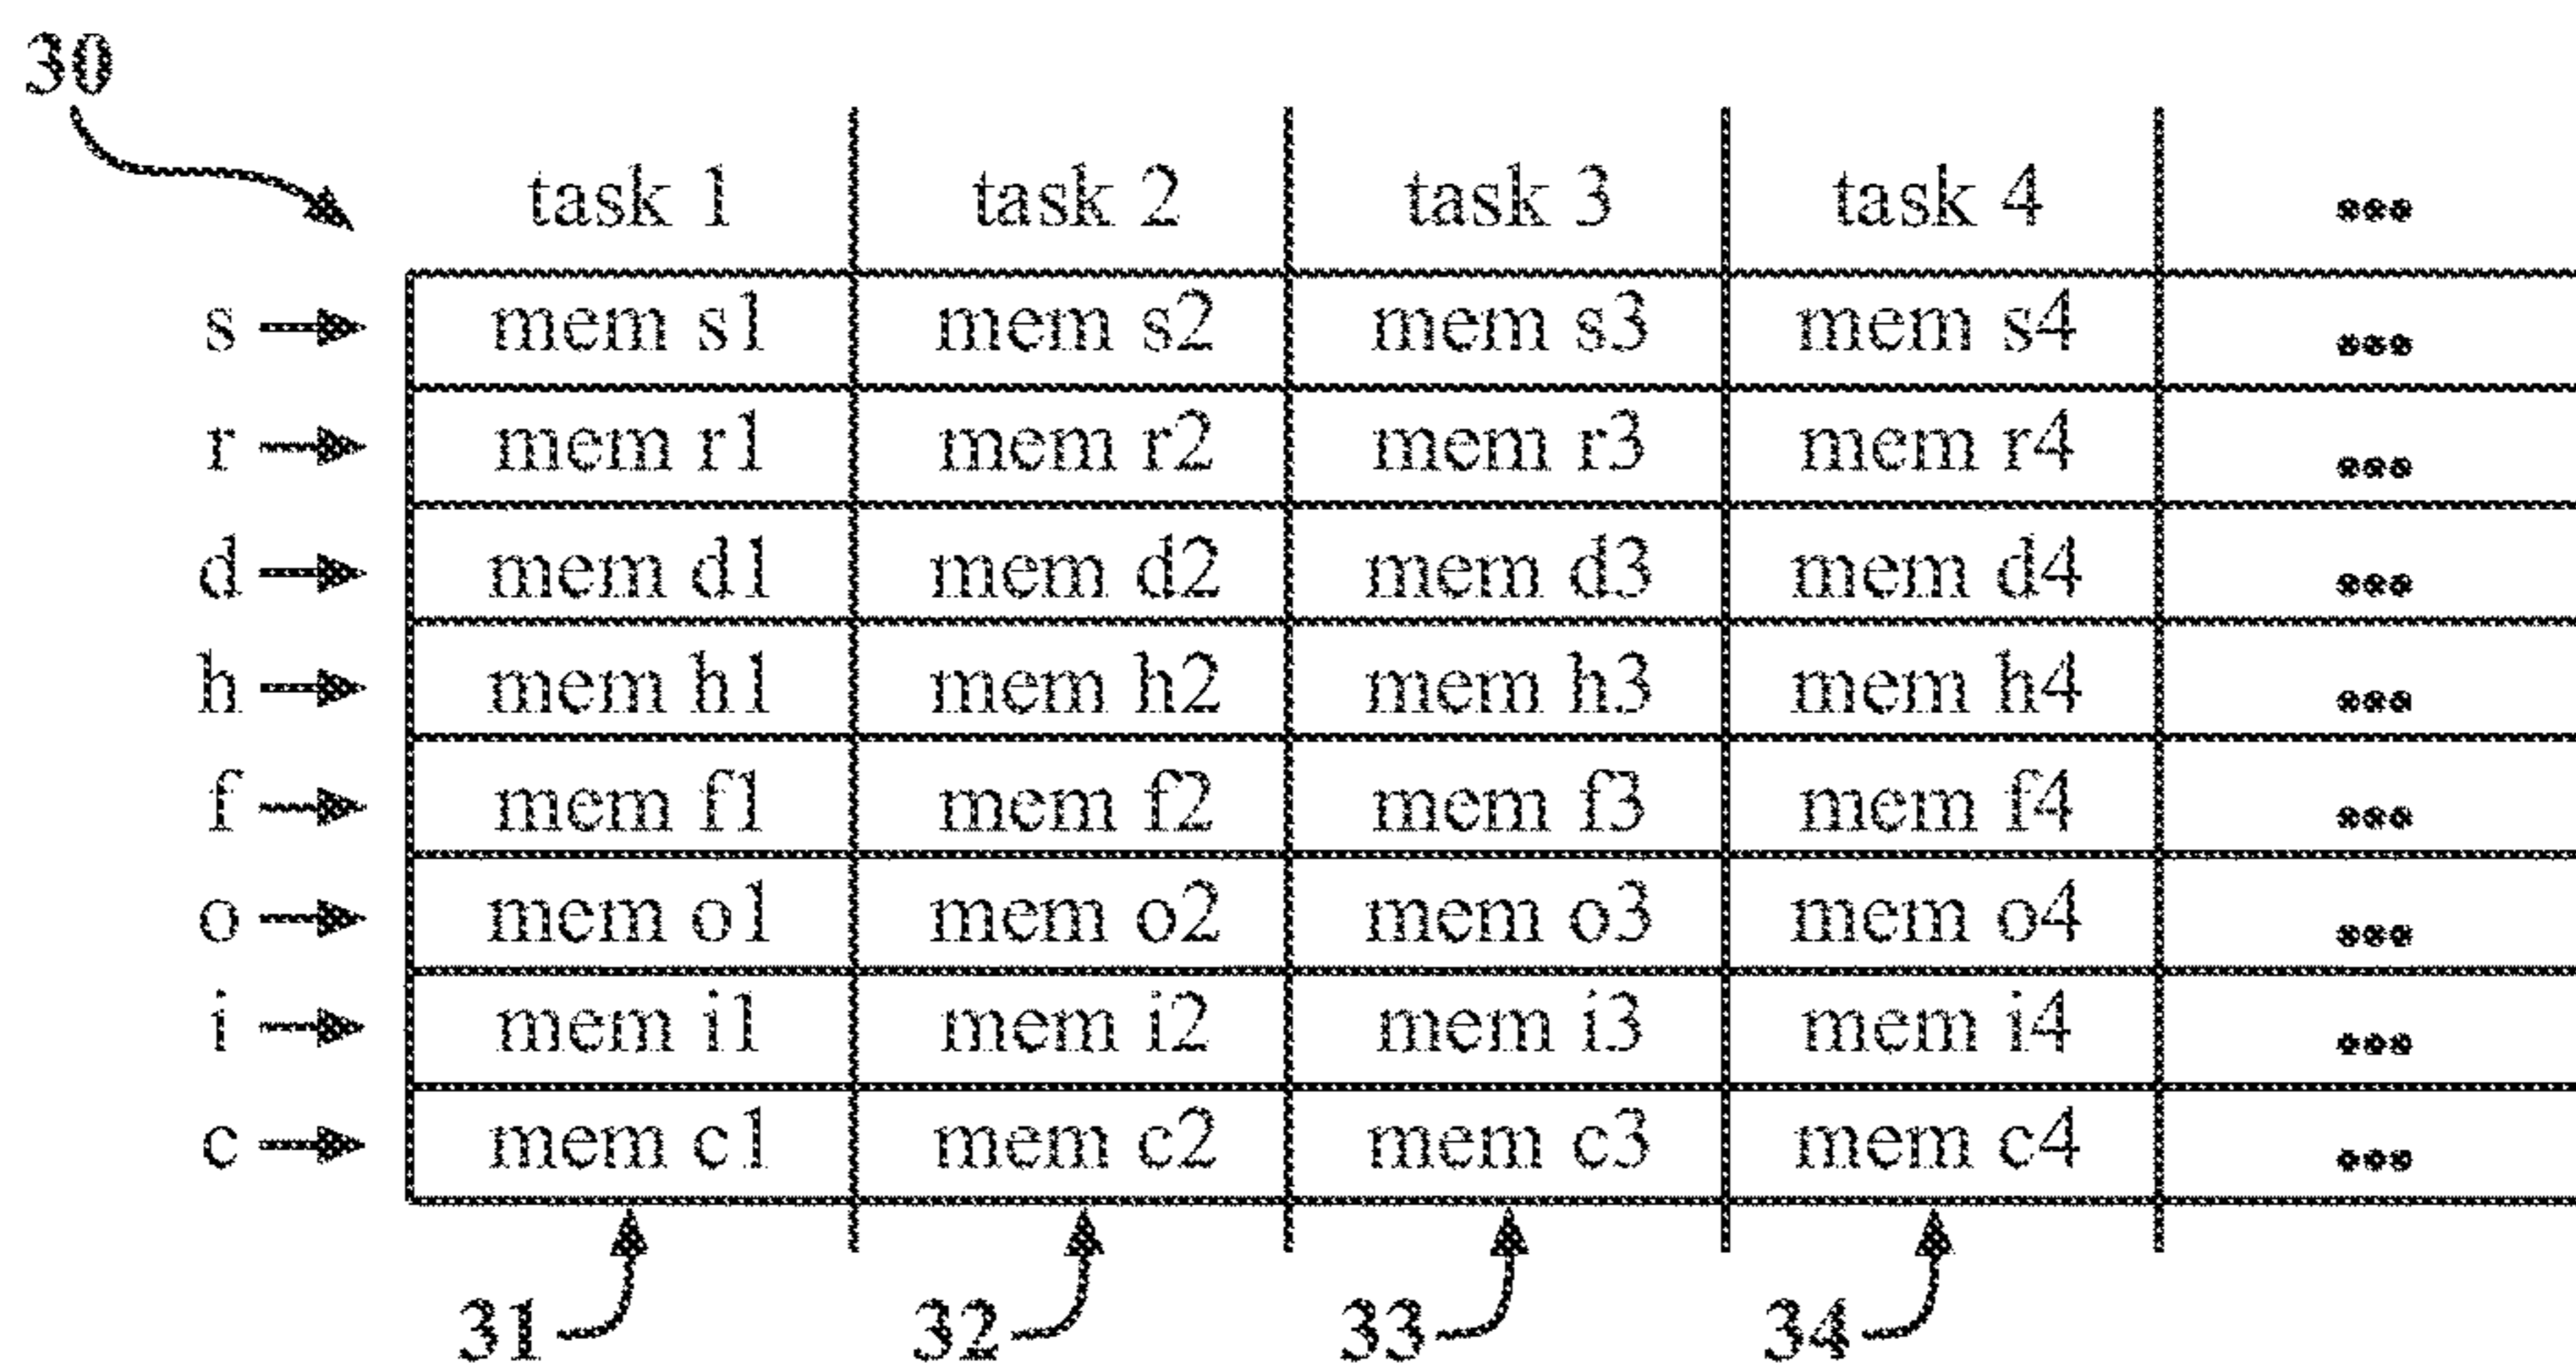 30
task 1 task 2 task 3 task 4 •••
s mem s1 mem s2 mem s3 mem s4 •••
r mem r1 mem r2 mem r3 mem r4 •••
d mem d1 mem d2 mem d3 mem d4 •••
h mem h1 mem h2 mem h3 mem h4 •••
f mem f1 mem f2 mem f3 mem f4 •••
o mem o1 mem o2 mem o3 mem o4 •••
i mem i1 mem i2 mem i3 mem i4 •••
c mem c1 mem c2 mem c3 mem c4 •••
31 32 33 34